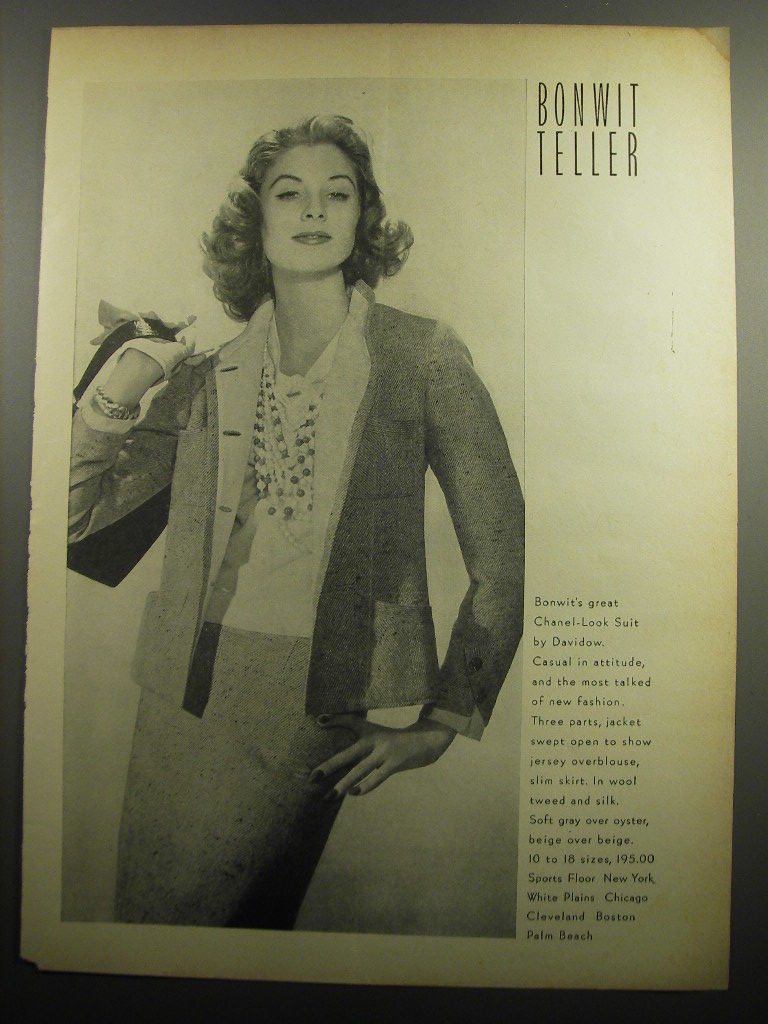 BONWIT
TELLER
Bonwit's great
Chanel-Look Suit
by Davidow.
Casual in attitude,
and the most talked
of new fashion.
Three parts, jacket
swept open to show
jersey overblouse,
slim skirt. In wool
tweed and silk.
Soft gray over oyster,
beige over beige.
10 to 18 sizes, 195.00
Sports Floor New York
White Plains Chicago
Cleveland Boston
Palm Beach